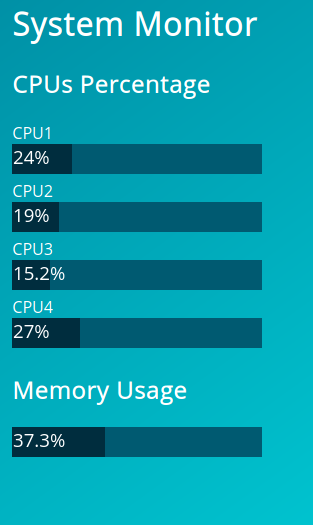 System Monitor
CPUs Percentage
CPU1
24%
CPU2
19%
CPU3
15.2%
CPU4
27%
Memory Usage
37.3%